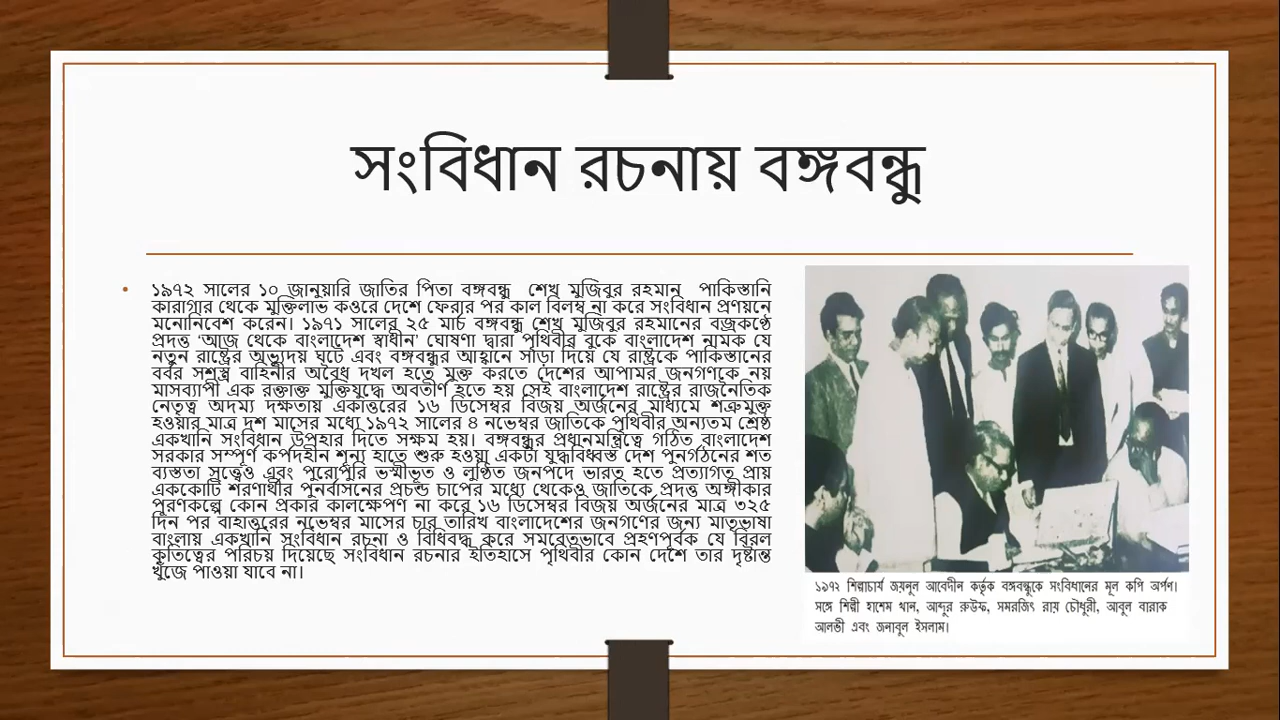 সংবিধান রচনায় বঙ্গবন্ধু
• ১৯৭২ সালের ১০ জানুয়ারি জাতির পিতা বঙ্গবন্ধু শেখ মুজিবুর রহমান পাকিস্তানি
কারাগার থেকে মুক্তিলাভ কওরে দেশে ফেরার পর কাল বিলম্ব না করে সংবিধান প্রণয়নে
মনোনিবেশ করেন। ১৯৭১ সালের ২৫ মার্চ বঙ্গবন্ধু শেখ মুজিবুর রহমানের বজ্রকণ্ঠে
প্রদত্ত ‘আজ থেকে বাংলাদেশ স্বাধীন’ ঘোষণা দ্বারা পৃথিবীর বুকে বাংলাদেশ নামক যে
নতুন রাষ্ট্রের অভ্যুদয় ঘটে এবং বঙ্গবন্ধুর আহ্বানে সাড়া দিয়ে যে রাষ্ট্রকে পাকিস্তানের
বর্বর সশস্ত্র বাহিনীর অবৈধ দখল হতে মুক্ত করতে দেশের আপামর জনগণকে নয়
মাসব্যাপী এক রক্তাক্ত মুক্তিযুদ্ধে অবতীর্ণ হতে হয় সেই বাংলাদেশ রাষ্ট্রের রাজনৈতিক
নেতৃত্ব অদম্য দক্ষতায় একাত্তরের ১৬ ডিসেম্বর বিজয় অর্জনের মাধ্যমে শত্রুমুক্ত
হওয়ার মাত্র দশ মাসের মধ্যে ১৯৭২ সালের ৪ নভেম্বর জাতিকে পৃথিবীর অন্যতম শ্রেষ্ঠ
একখানি সংবিধান উপহার দিতে সক্ষম হয়। বঙ্গবন্ধুর প্রধানমন্ত্রিত্বে গঠিত বাংলাদেশ
সরকার সম্পূর্ণ কপর্দহীন শূন্য হাতে শুরু হওয়া একটা যুদ্ধবিধ্বস্ত দেশ পুনর্গঠনের শত
ব্যস্ততা সত্ত্বেও এবং পুরোপুরি ভস্মীভূত ও লুণ্ঠিত জনপদে ভারত হতে প্রত্যাগত প্রায়
এককোটি শরণার্থীর পুনর্বাসনের প্রচন্ড চাপের মধ্যে থেকেও জাতিকে প্রদত্ত অঙ্গীকার
পূরণকল্পে কোন প্রকার কালক্ষেপণ না করে ১৬ ডিসেম্বর বিজয় অর্জনের মাত্র ৩২৫
দিন পর বাহাত্তরের নভেম্বর মাসের চার তারিখ বাংলাদেশের জনগণের জন্য মাতৃভাষা
বাংলায় একখানি সংবিধান রচনা ও বিধিবদ্ধ করে সমবেতভাবে গ্রহণপূর্বক যে বিরল
কৃতিত্বের পরিচয় দিয়েছে সংবিধান রচনার ইতিহাসে পৃথিবীর কোন দেশে তার দৃষ্টান্ত
খুঁজে পাওয়া যাবে না।
১৯৭২ শিল্পাচার্য জয়নুল আবেদীন কর্তৃক বঙ্গবন্ধুকে সংবিধানের মূল কপি অর্পণ।
সঙ্গে শিল্পী হাশেম খান, আব্দুর রউফ, সমরজিৎ রায় চৌধুরী, আবুল বারাক
আলভী এবং জনাবুল ইসলাম।